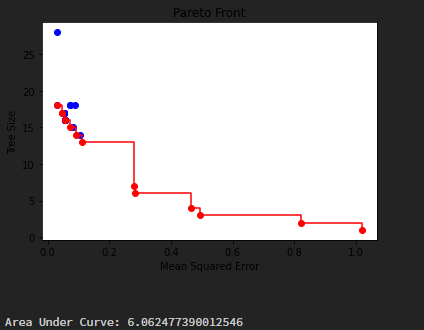 Pareto Front
25
20
15
10
5
0
Tree Size
0.0 0.2 0.4 0.6 0.8 1.0
Mean Squared Error
Area Under Curve: 6.062477390012546